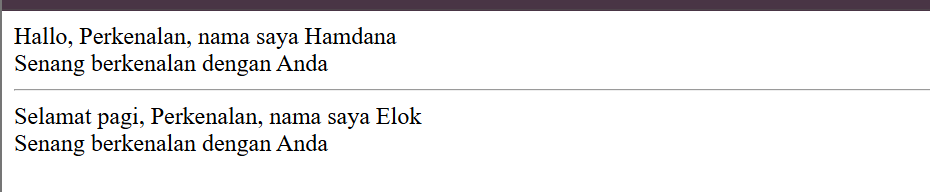 Hallo, Perkenalan, nama saya Hamdana
Senang berkenalan dengan Anda
Selamat pagi, Perkenalan, nama saya Elok
Senang berkenalan dengan Anda